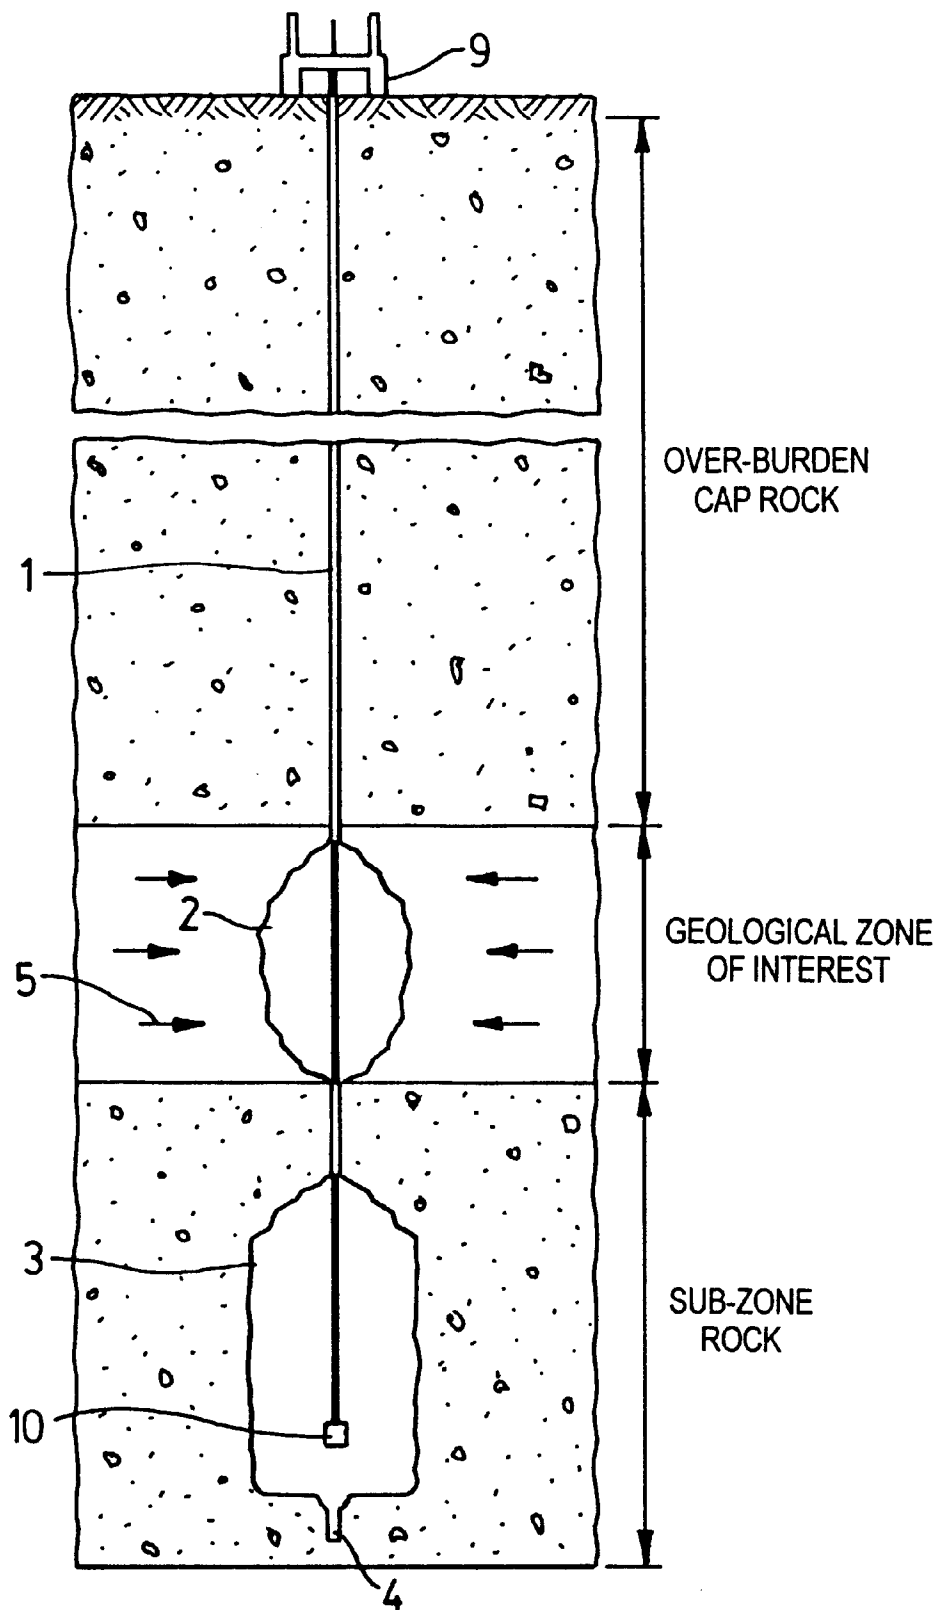 9
OVER-BURDEN
CAP ROCK
1
2
GEOLOGICAL ZONE
OF INTEREST
5
3
SUB-ZONE
ROCK
10
4